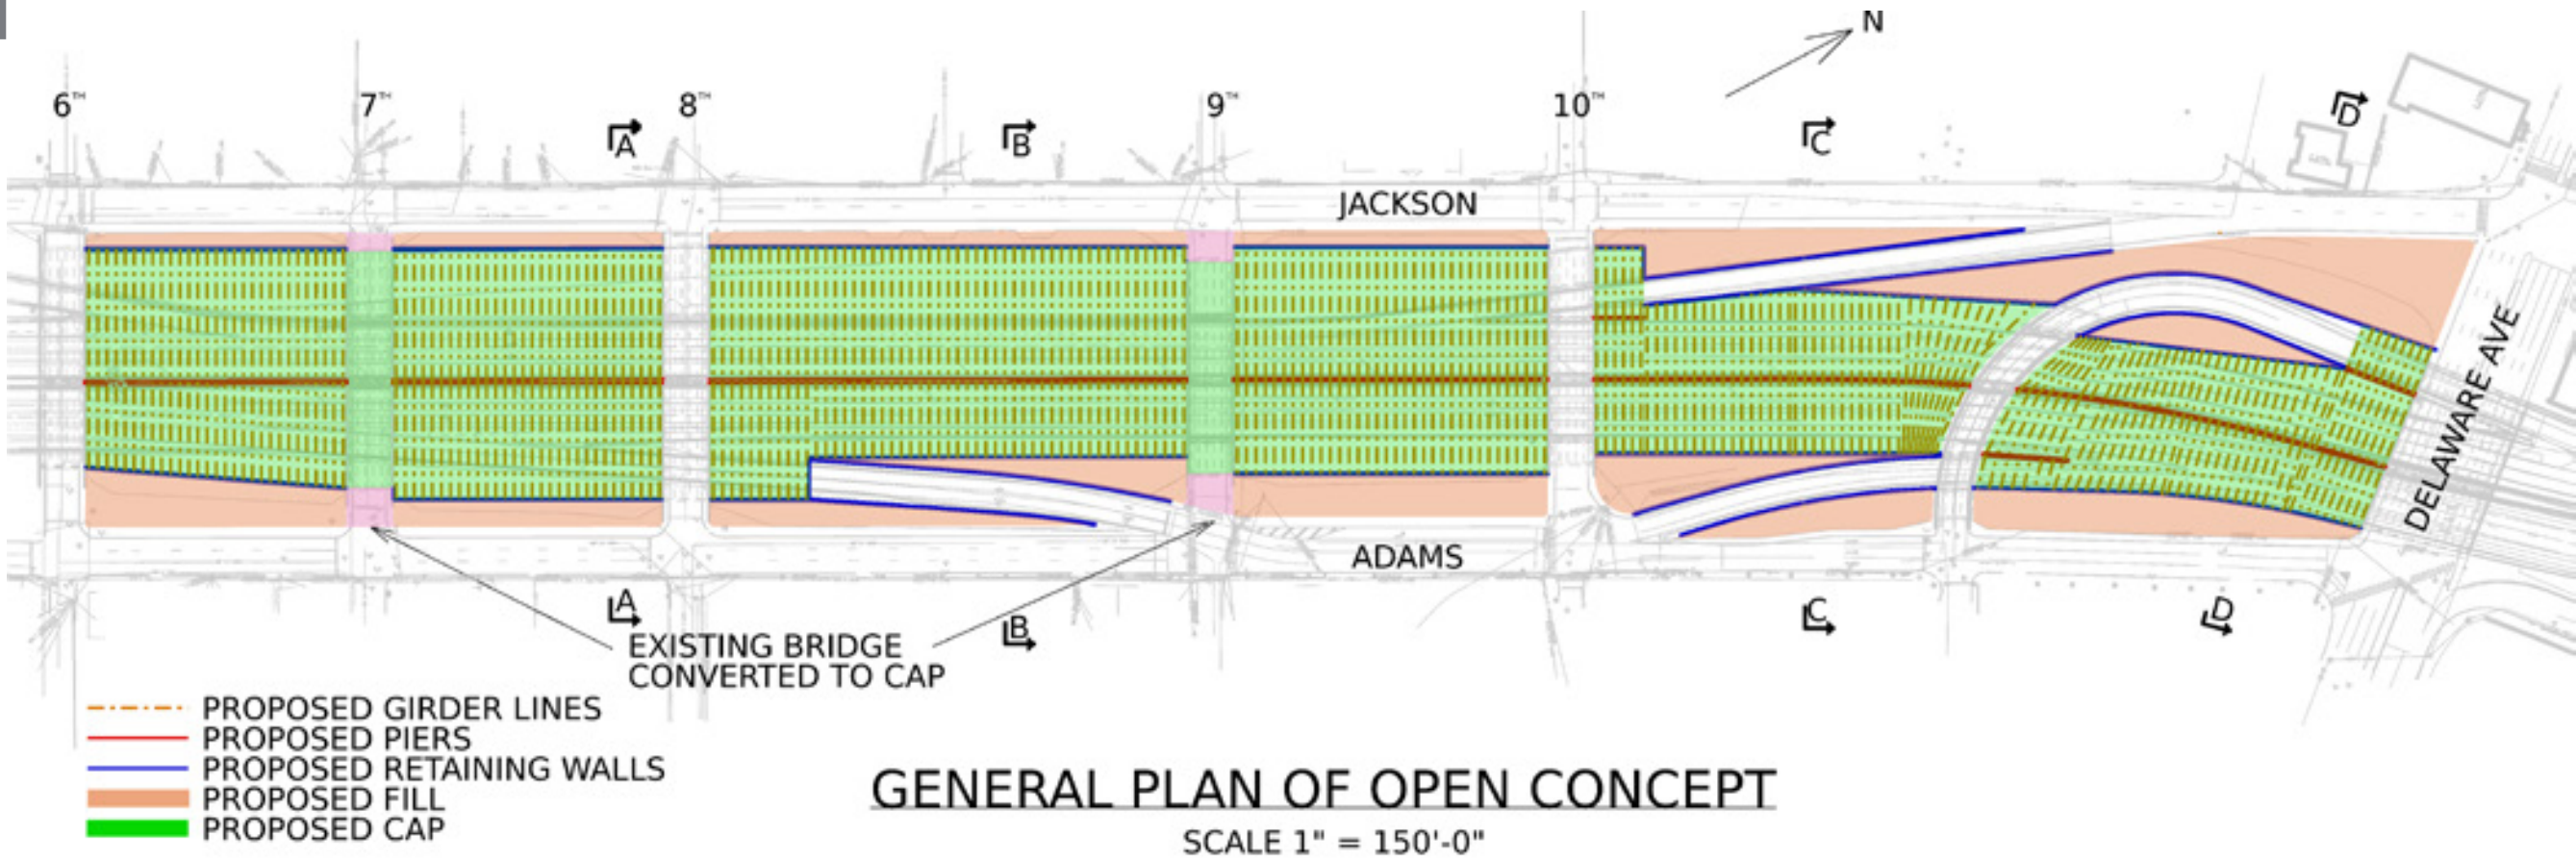 N
6TH
7TH
8TH
9TH
10TH
A
B
C
D
JACKSON
DELAWARE AVE
ADAMS
A
B
C
D
EXISTING BRIDGE
CONVERTED TO CAP
PROPOSED GIRDER LINES
PROPOSED PIERS
PROPOSED RETAINING WALLS
PROPOSED FILL
PROPOSED CAP
GENERAL PLAN OF OPEN CONCEPT
SCALE 1" = 150'-0"